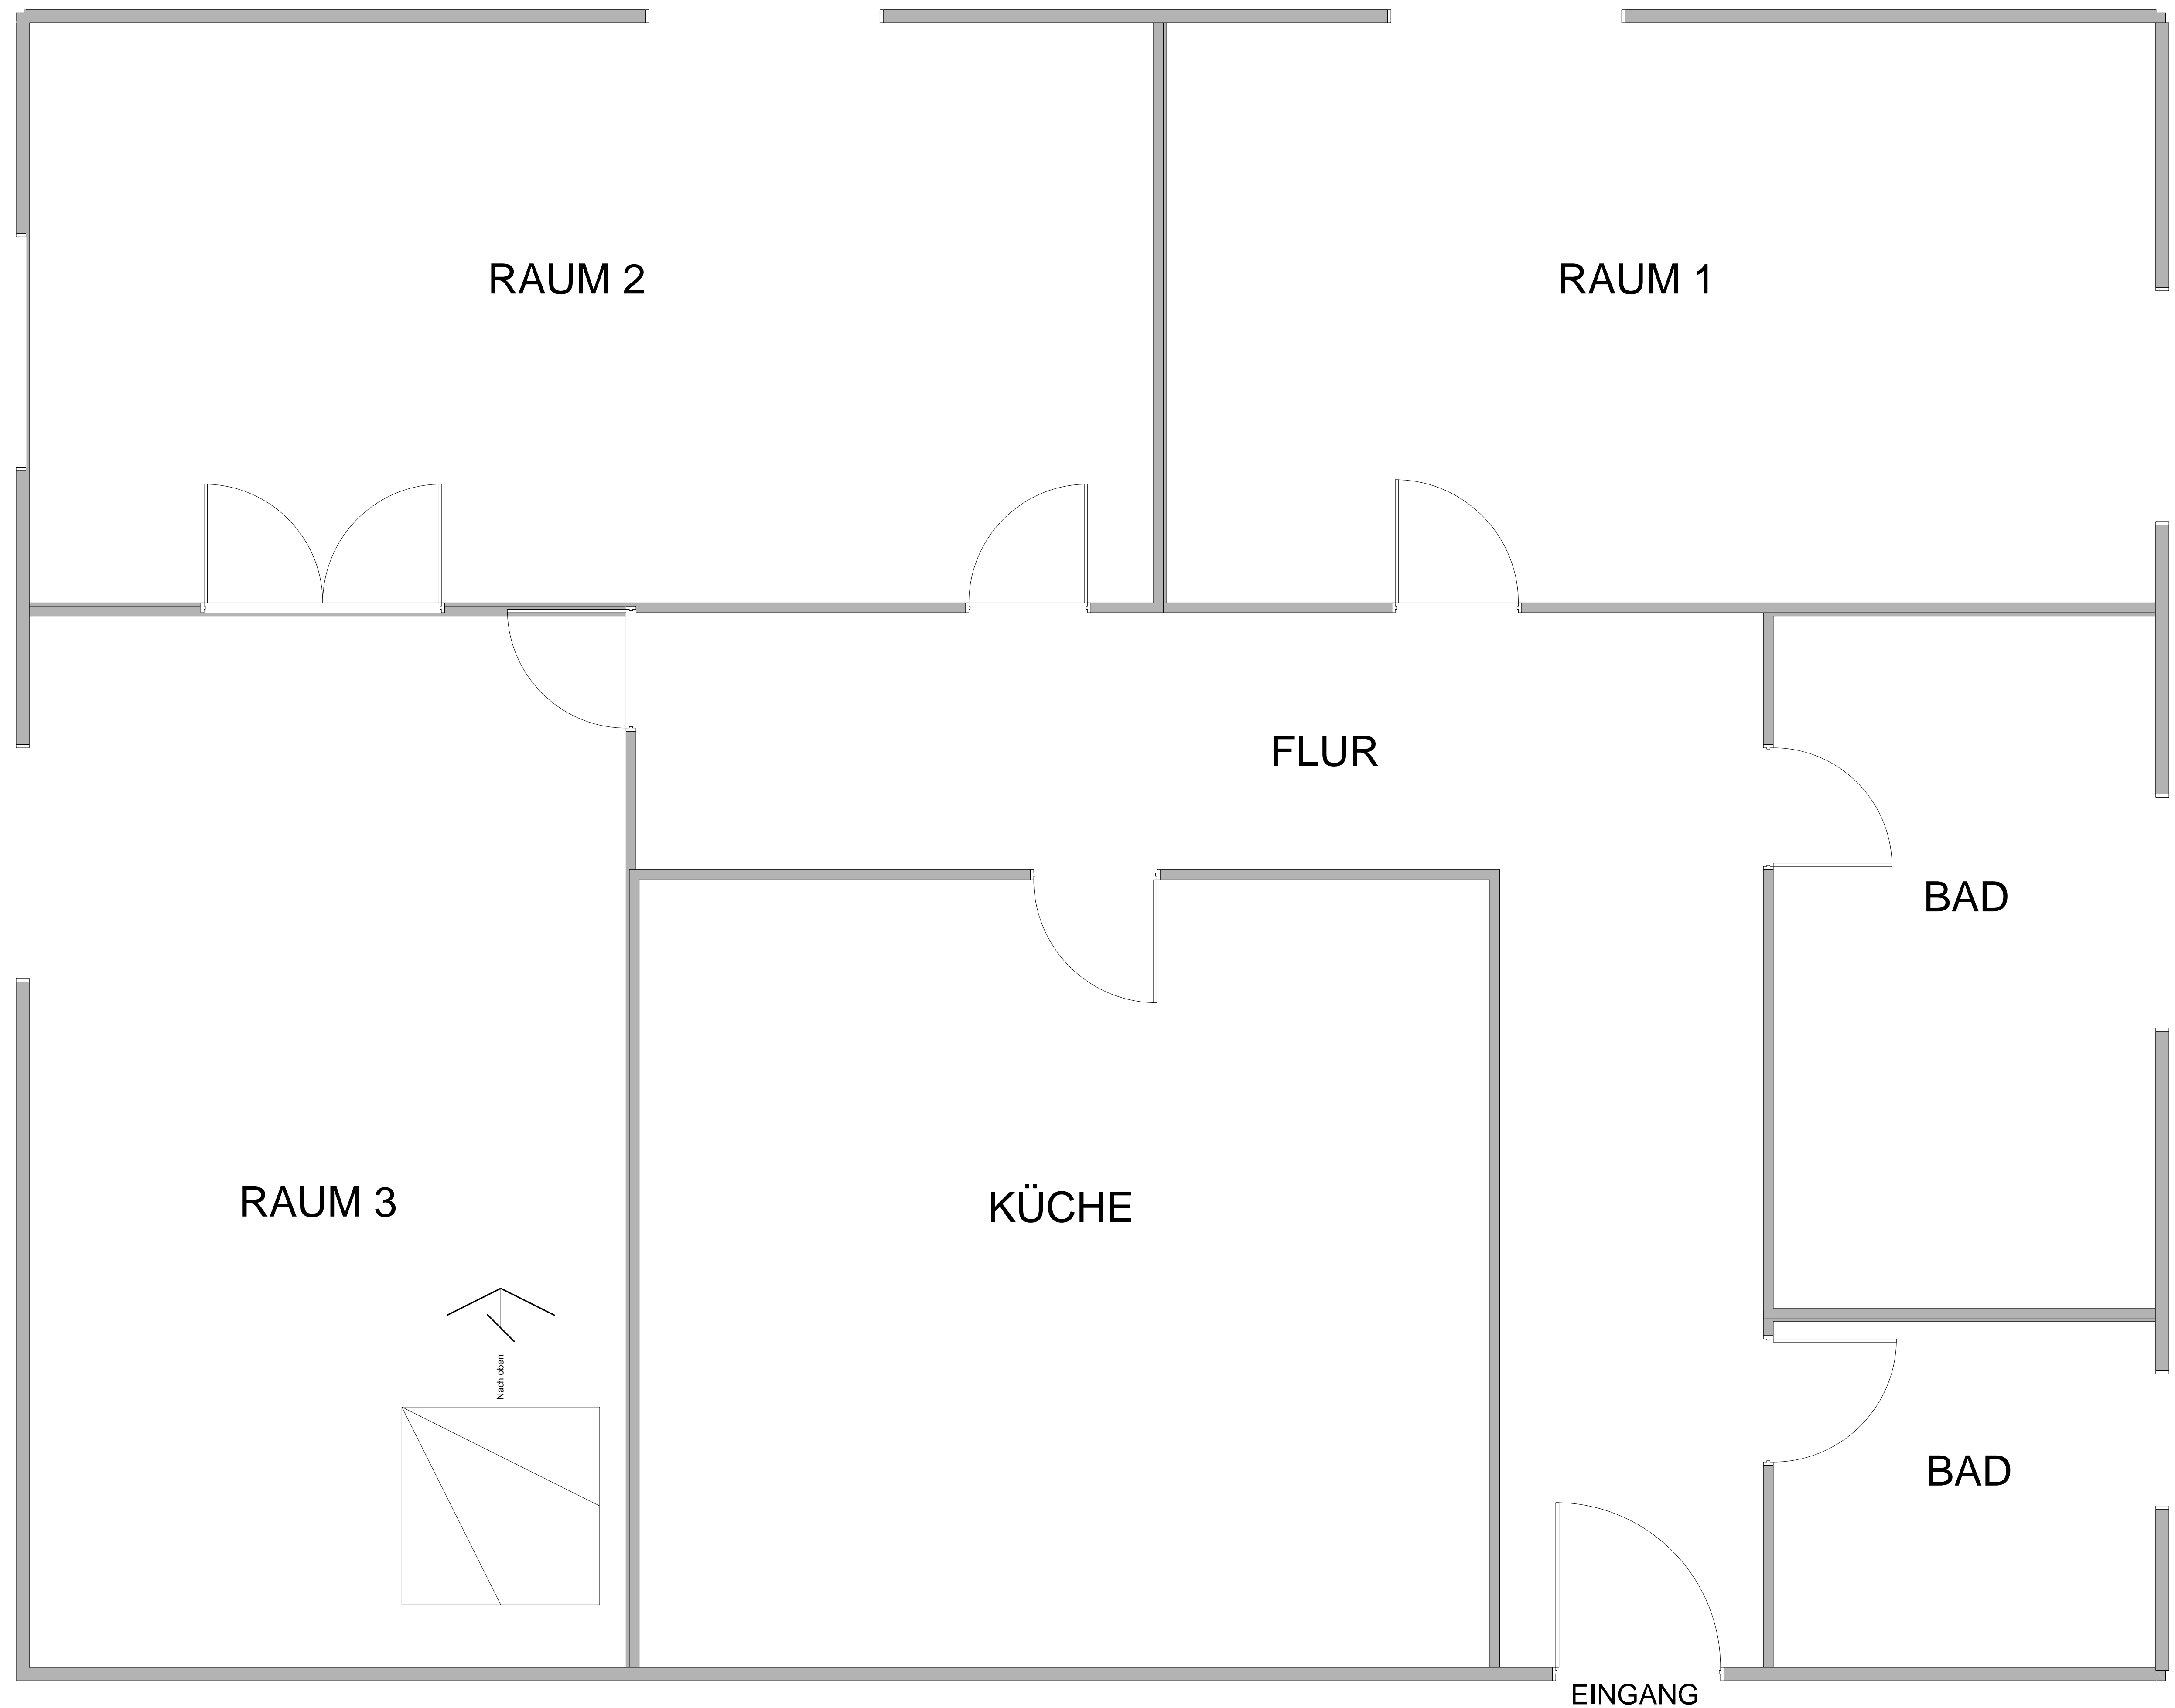 RAUM 2
RAUM 1
FLUR
BAD
RAUM 3
KÜCHE
Nach oben
BAD
EINGANG